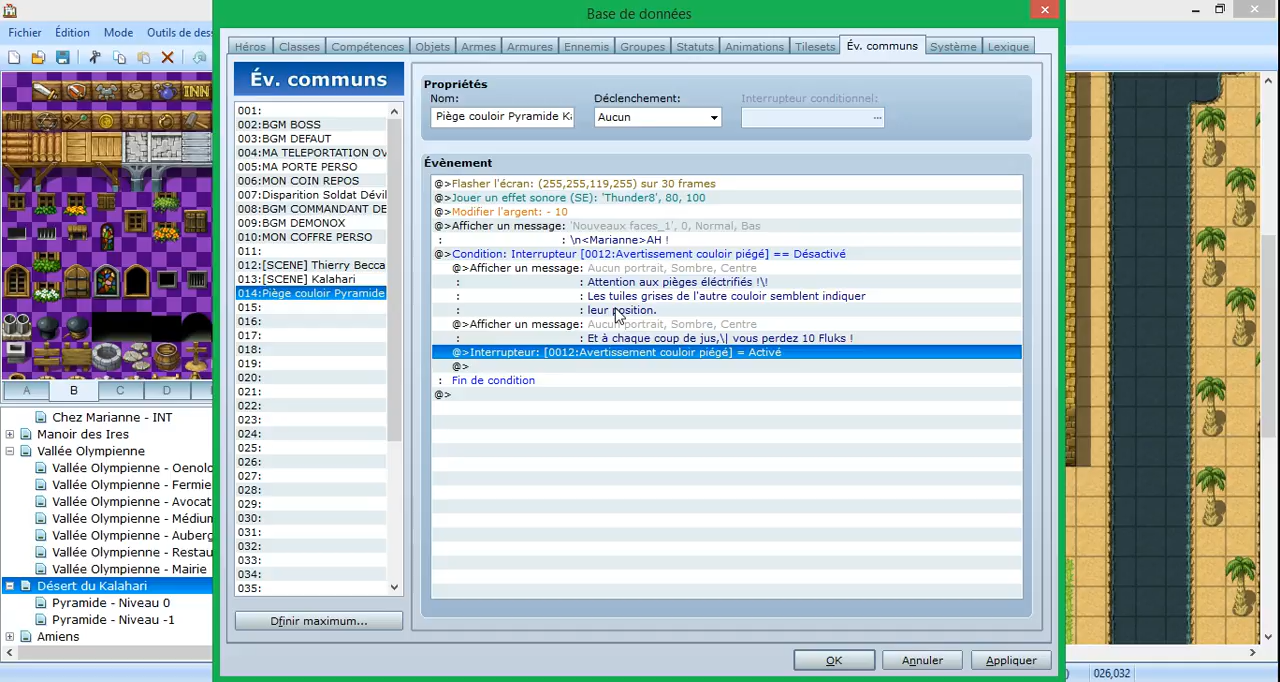 Base de données
Fichier Édition Mode Outils de des
INN
A B C D
Chez Marianne - INT
Manoir des Ires
Vallée Olympienne
Vallée Olympienne - Oenolo
Vallée Olympienne - Fermie
Vallée Olympienne - Avocat
Vallée Olympienne - Médiun
Vallée Olympienne - Auberg
Vallée Olympienne - Restau
Vallée Olympienne - Mairie
Désert du Kalahari
Pyramide - Niveau 0
Pyramide - Niveau -1
Amiens
Héros Classes Compétences Objets Armes Armures Ennemis Groupes Statuts Animations Tilesets Év. communs Système Lexique
Év. communs
001:
002:BGM BOSS
003:BGM DEFAUT
004:MA TELEPORTATION OV
005:MA PORTE PERSO
006:MON COIN REPOS
007:Disparition Soldat Dévil
008:BGM COMMANDANT DE
009:BGM DEMONOX
010:MON COFFRE PERSO
011:
012:[SCENE] Thierry Becca
013:[SCENE] Kalahari
014:Piège couloir Pyramide
015:
016:
017:
018:
019:
020:
021:
022:
023:
024:
025:
026:
027:
028:
029:
030:
031:
032:
033:
034:
035:
Dfinir maximum...
Propriétés
Nom: Déclenchement: Interrupteur conditionnel:
Piège couloir Pyramide Ka Aucun ...
Évènement
@>Flasher l'écran: (255,255,119,255) sur 30 frames
@>Jouer un effet sonore (SE): 'Thunder8', 80, 100
@>Modifier l'argent: - 10
@>Afficher un message: 'Nouveaux faces_1', 0, Normal, Bas
: : \n<Marianne>AH !
@>Condition: Interrupteur [0012:Avertissement couloir piégé] == Désactivé
@>Afficher un message: Aucun portrait, Sombre, Centre
: : Attention aux pièges éléctrifiés !\!
: : Les tuiles grises de l'autre couloir semblent indiquer
: : leur position.
@>Afficher un message: Aucun portrait, Sombre, Centre
: : Et à chaque coup de jus,\| vous perdez 10 Fluks !
@>Interrupteur: [0012:Avertissement couloir piégé] = Activé
@>
: Fin de condition
@>
OK Annuler Appliquer
026,032